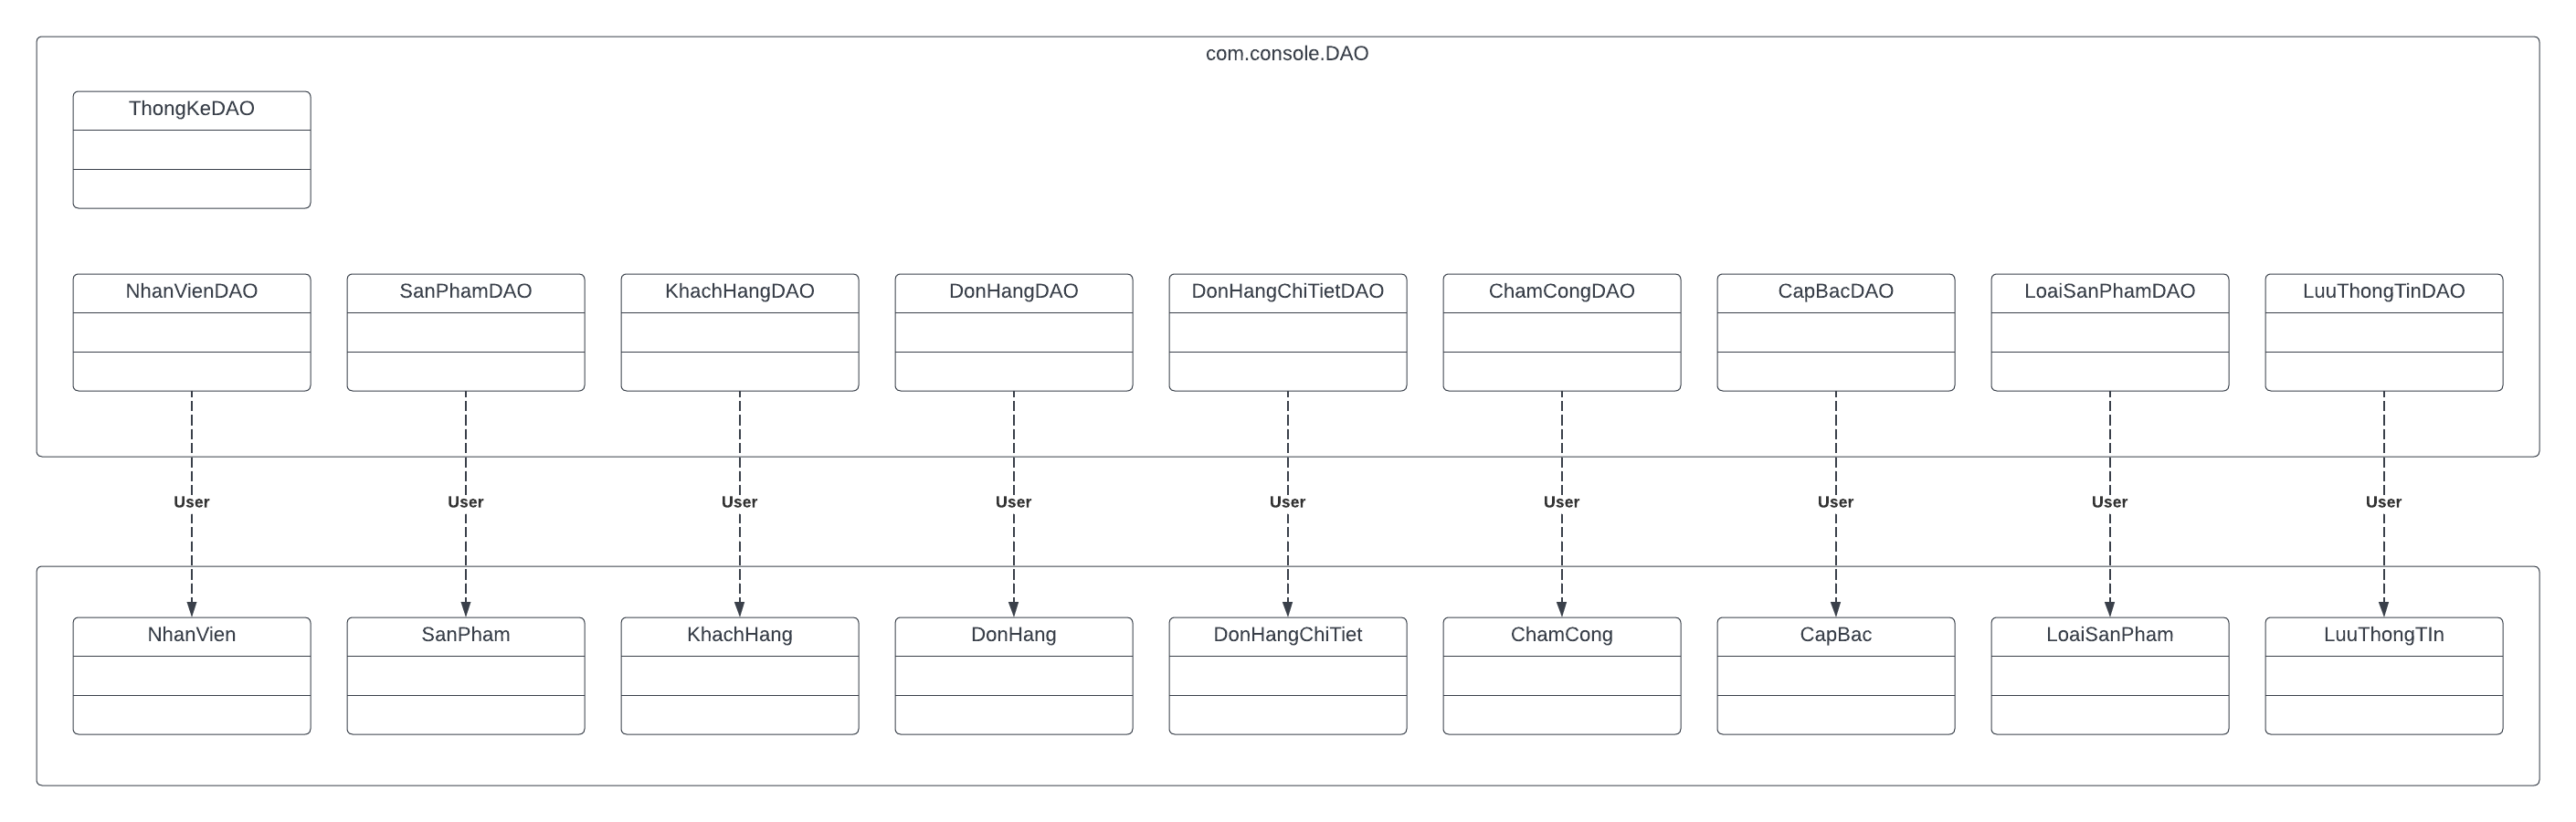 com.console.DAO
ThongKeDAO
NhanVienDAO
SanPhamDAO
KhachHangDAO
DonHangDAO
DonHangChiTietDAO
ChamCongDAO
CapBacDAO
LoaiSanPhamDAO
LuuThongTinDAO
User
User
User
User
User
User
User
User
User
NhanVien
SanPham
KhachHang
DonHang
DonHangChiTiet
ChamCong
CapBac
LoaiSanPham
LuuThongTIn